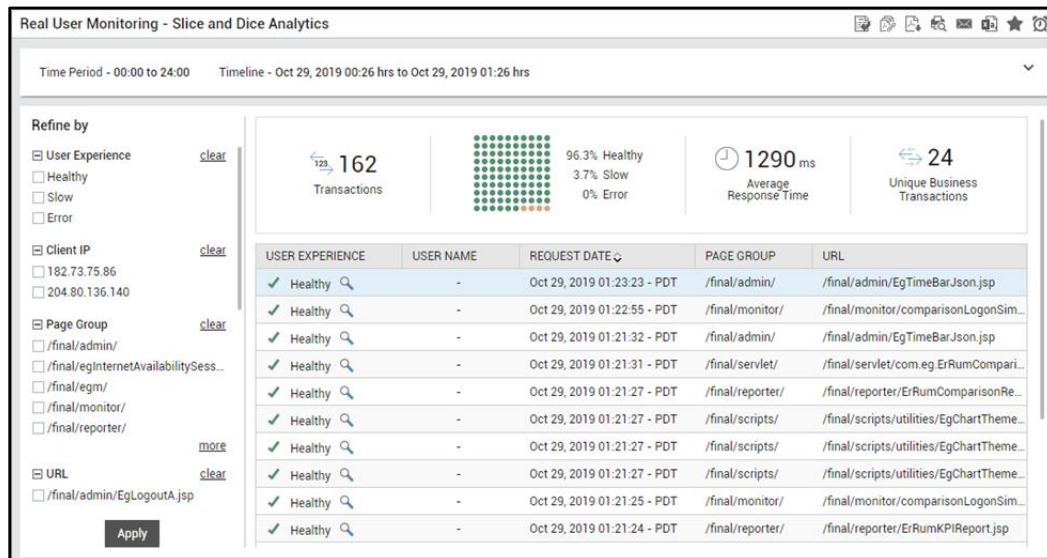 Real User Monitoring - Slice and Dice Analytics
Time Period - 00:00 to 24:00 Timeline - Oct 29, 2019 00:26 hrs to Oct 29, 2019 01:26 hrs
Refine by
User Experience clear
Healthy
Slow
Error
Client IP clear
182.73.75.86
204.80.136.140
Page Group clear
/final/admin/
/final/egInternetAvailabilitySess...
/final/egm/
/final/monitor/
/final/reporter/
more
URL clear
/final/admin/EgLogoutA.jsp
Apply
123 162
Transactions
96.3% Healthy
3.7% Slow
0% Error
1290 ms
Average
Response Time
24
Unique Business
Transactions
USER EXPERIENCE USER NAME REQUEST DATE PAGE GROUP URL
Healthy - Oct 29, 2019 01:23:23 - PDT /final/admin/ /final/admin/EgTimeBarJson.jsp
Healthy - Oct 29, 2019 01:22:55 - PDT /final/monitor/ /final/monitor/comparisonLogonSim...
Healthy - Oct 29, 2019 01:21:32 - PDT /final/admin/ /final/admin/EgTimeBarJson.jsp
Healthy - Oct 29, 2019 01:21:31 - PDT /final/servlet/ /final/servlet/com.eg.ErRumCompari...
Healthy - Oct 29, 2019 01:21:27 - PDT /final/reporter/ /final/reporter/ErRumComparisonRe...
Healthy - Oct 29, 2019 01:21:27 - PDT /final/scripts/ /final/scripts/utilities/EgChartTheme...
Healthy - Oct 29, 2019 01:21:27 - PDT /final/scripts/ /final/scripts/utilities/EgChartTheme...
Healthy - Oct 29, 2019 01:21:27 - PDT /final/scripts/ /final/scripts/utilities/EgChartTheme...
Healthy - Oct 29, 2019 01:21:25 - PDT /final/monitor/ /final/monitor/comparisonLogonSim...
Healthy - Oct 29, 2019 01:21:24 - PDT /final/reporter/ /final/reporter/ErRumKPIReport.jsp